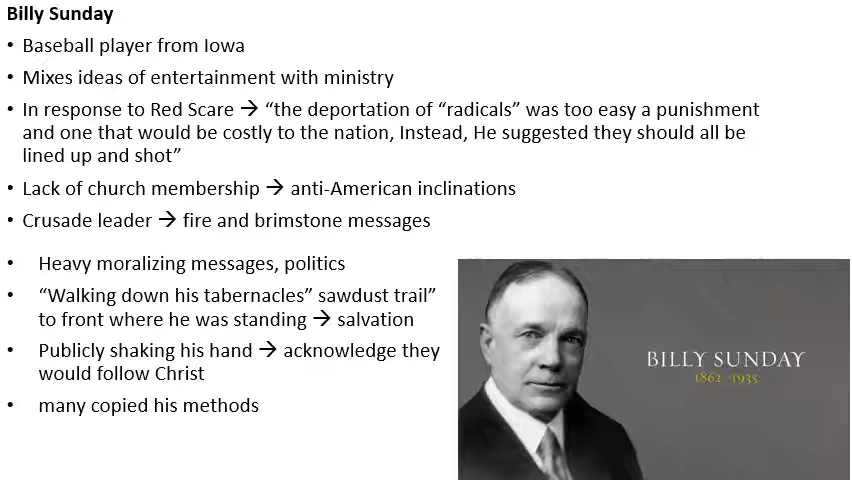 Billy Sunday
• Baseball player from Iowa
• Mixes ideas of entertainment with ministry
• In response to Red Scare → “the deportation of “radicals” was too easy a punishment
and one that would be costly to the nation, Instead, He suggested they should all be
lined up and shot”
• Lack of church membership → anti-American inclinations
• Crusade leader → fire and brimstone messages
• Heavy moralizing messages, politics
• “Walking down his tabernacles” sawdust trail”
to front where he was standing → salvation
• Publicly shaking his hand → acknowledge they
would follow Christ
• many copied his methods
BILLY SUNDAY
1862 -1935